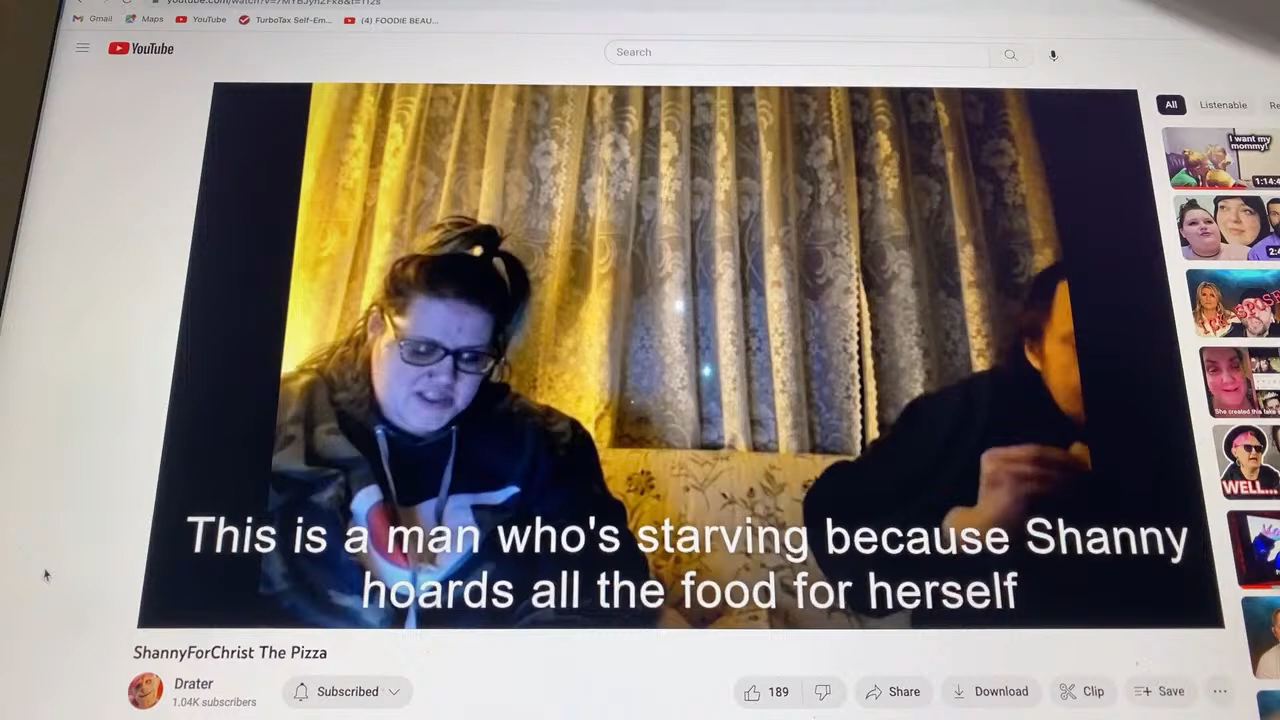 Gmail
Maps
YouTube
TurboTax Self-Em...
(4) FOODIE BEAU...
YouTube
Search
All
Listenable
I want my
mommy!
This is a man who's starving because Shanny
hoards all the food for herself
WELL...
ShannyForChrist The Pizza
Drater
1.04K subscribers
Subscribed
189
Share
Download
Clip
Save
...